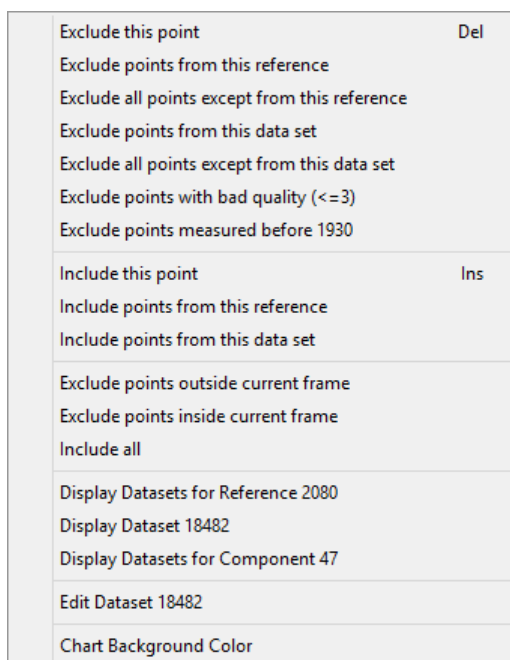 Exclude this point Del
Exclude points from this reference
Exclude all points except from this reference
Exclude points from this data set
Exclude all points except from this data set
Exclude points with bad quality (<=3)
Exclude points measured before 1930
Include this point Ins
Include points from this reference
Include points from this data set
Exclude points outside current frame
Exclude points inside current frame
Include all
Display Datasets for Reference 2080
Display Dataset 18482
Display Datasets for Component 47
Edit Dataset 18482
Chart Background Color